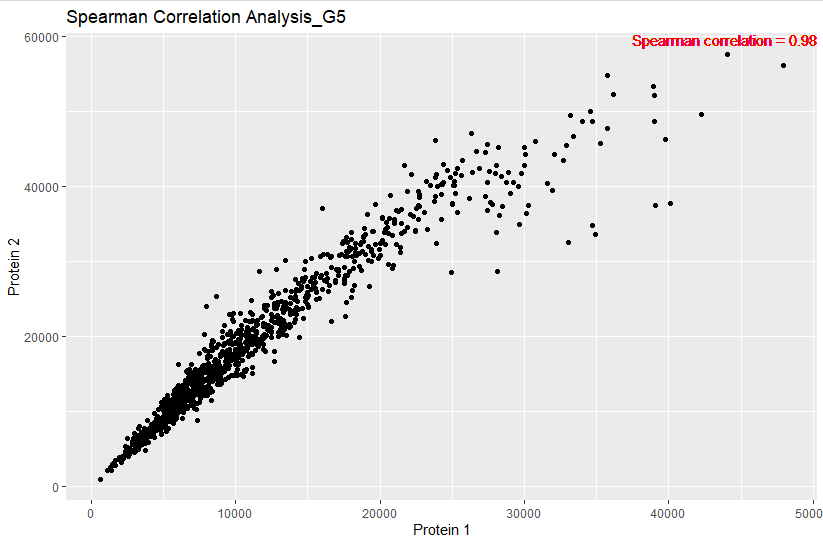 Spearman Correlation Analysis_G5
Spearman correlation = 0.98
60000
40000
20000
0
Protein 2
0 10000 20000 30000 40000 50000
Protein 1